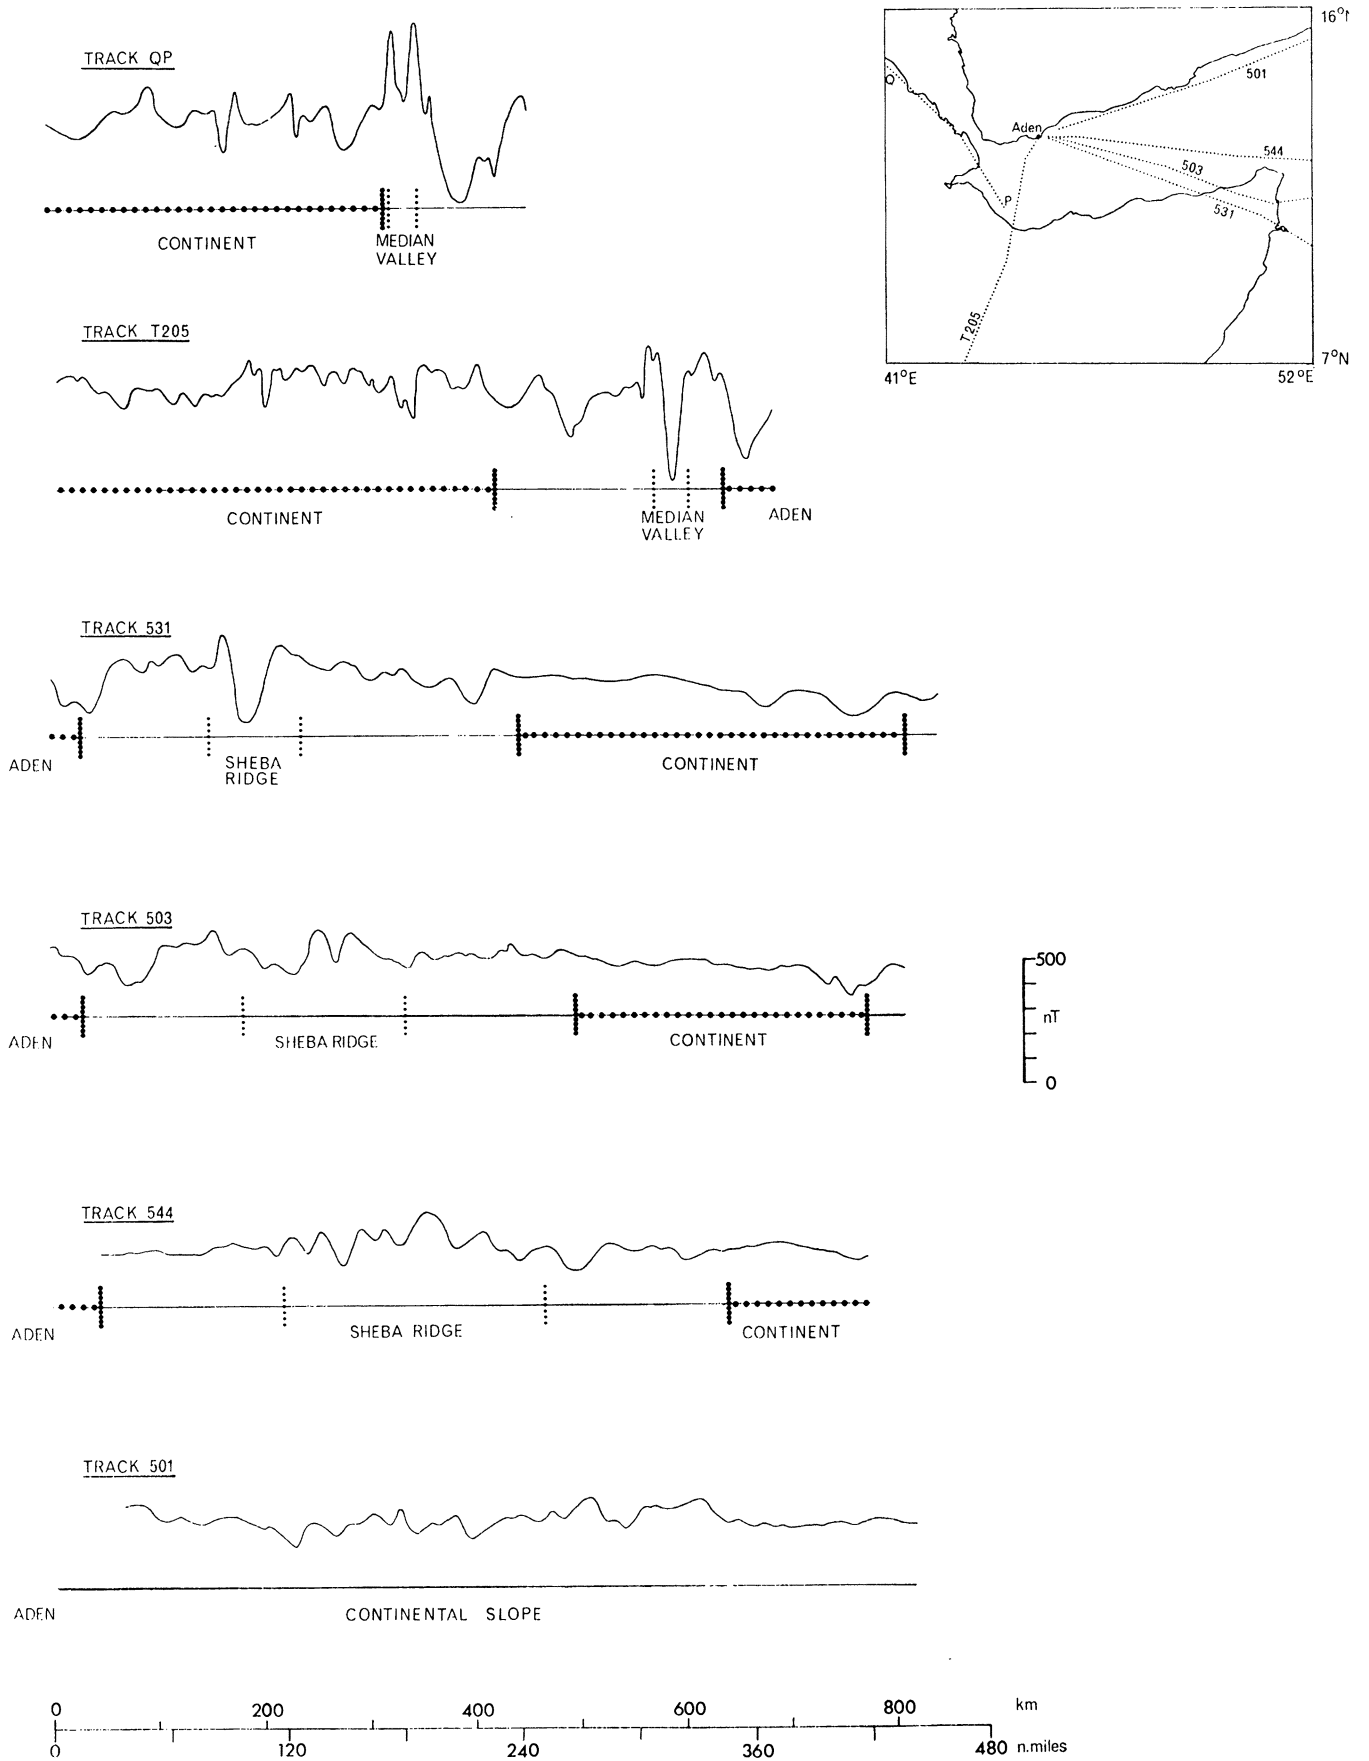 TRACK QP
CONTINENT
MEDIAN
VALLEY
16°N
501
Q
Aden
544
503
P
531
T205
7°N
41°E
52°E
TRACK T205
CONTINENT
MEDIAN
VALLEY
ADEN
TRACK 531
ADEN
SHEBA
RIDGE
CONTINENT
TRACK 503
500
nT
0
ADEN
SHEBA RIDGE
CONTINENT
TRACK 544
ADEN
SHEBA RIDGE
CONTINENT
TRACK 501
ADEN
CONTINENTAL SLOPE
0 200 400 600 800 km
0 120 240 360 480 n.miles